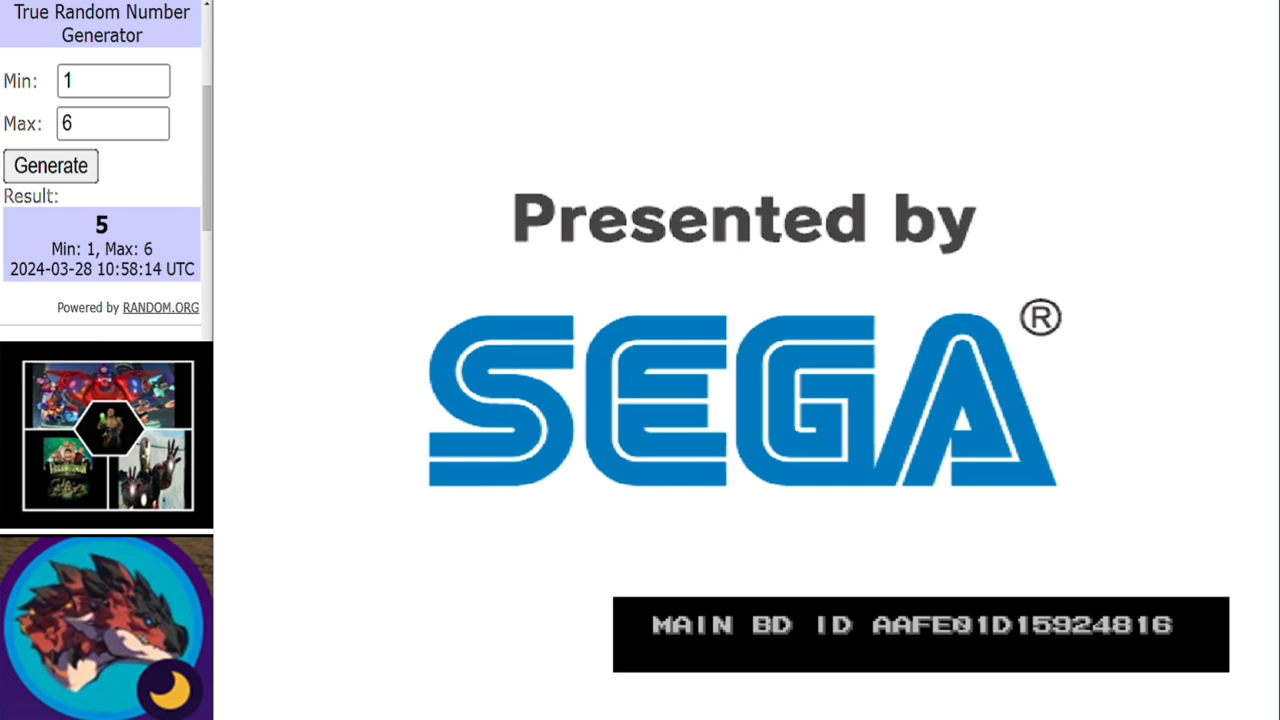 True Random Number
Generator
Min: 1
Max: 6
Generate
Result:
5
Min: 1, Max: 6
2024-03-28 10:58:14 UTC
Powered by RANDOM.ORG
Presented by
SEGA®
MAIN BD ID AAFE01D15924816